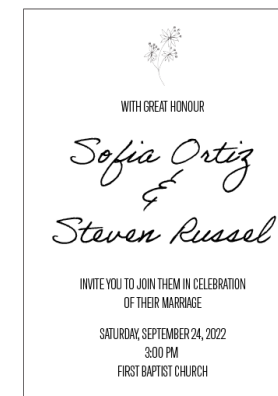 WITH GREAT HONOUR
Sofia Ortiz
&
Steven Russel
INVITE YOU TO JOIN THEM IN CELEBRATION
OF THEIR MARRIAGE
SATURDAY, SEPTEMBER 24, 2022
3:00 PM
FIRST BAPTIST CHURCH